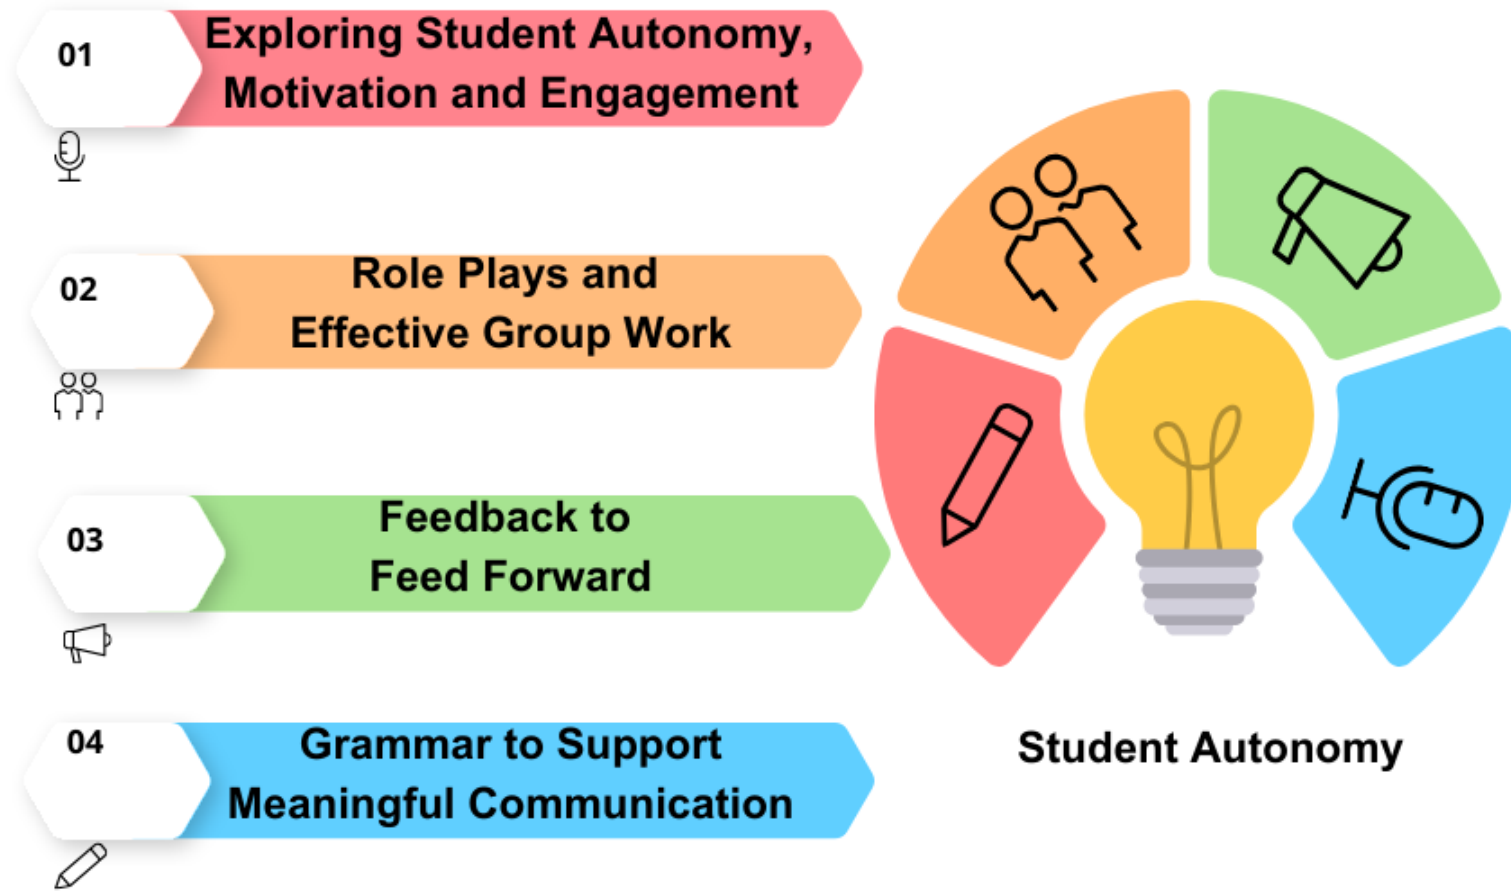 01
Exploring Student Autonomy,
Motivation and Engagement
02
Role Plays and
Effective Group Work
03
Feedback to
Feed Forward
04
Grammar to Support
Meaningful Communication
Student Autonomy